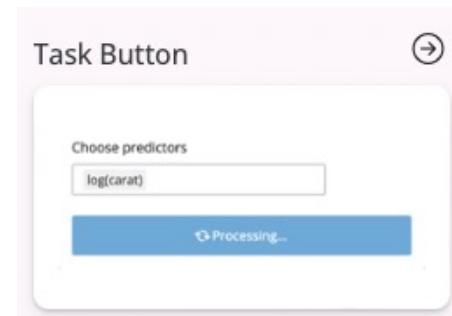 Task Button
Choose predictors
log(carat)
Processing...